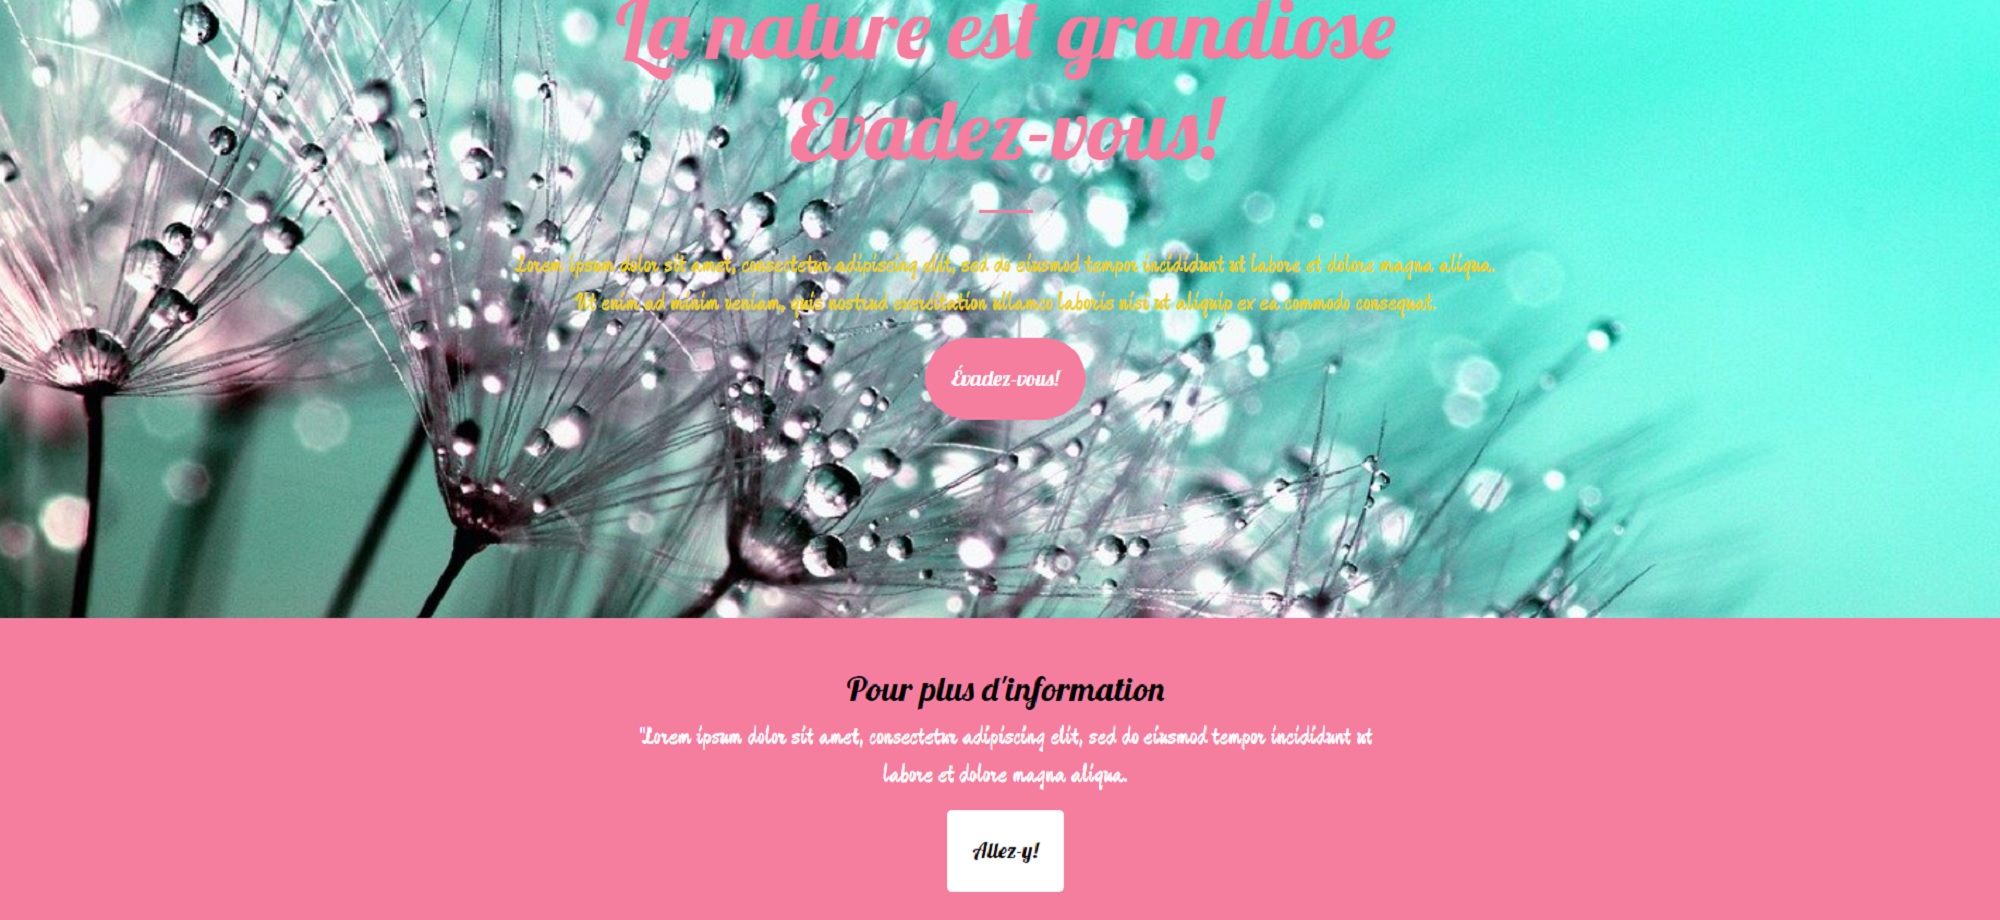 La nature est grandiose
Évadez-vous!
Lorem ipsum dolor sit amet, consectetur adipiscing elit, sed do eiusmod tempor incididunt ut labore et dolore magna aliqua.
Ut enim ad minim veniam, quis nostrud exercitation ullamco laboris nisi ut aliquip ex ea commodo consequat.
Évadez-vous!
Pour plus d'information
"Lorem ipsum dolor sit amet, consectetur adipiscing elit, sed do eiusmod tempor incididunt ut
labore et dolore magna aliqua.
Allez-y!